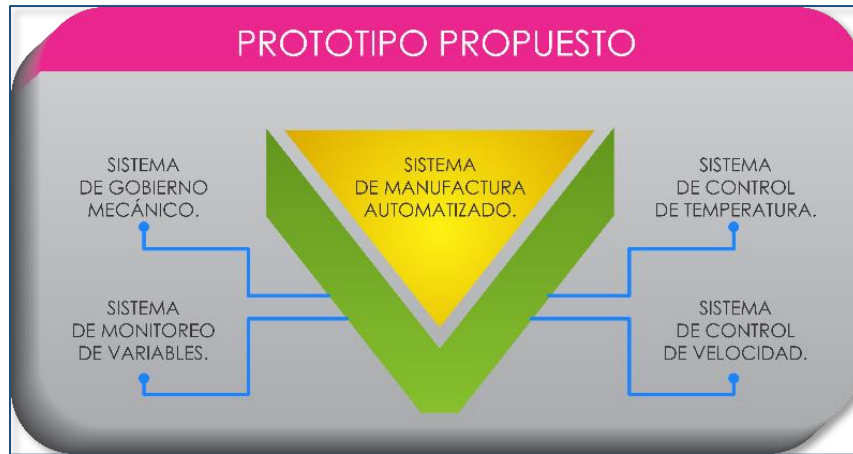 PROTOTIPO PROPUESTO
SISTEMA
DE GOBIERNO
MECÁNICO.
SISTEMA
DE MANUFACTURA
AUTOMATIZADO.
SISTEMA
DE CONTROL
DE TEMPERATURA.
SISTEMA
DE MONITOREO
DE VARIABLES.
SISTEMA
DE CONTROL
DE VELOCIDAD.